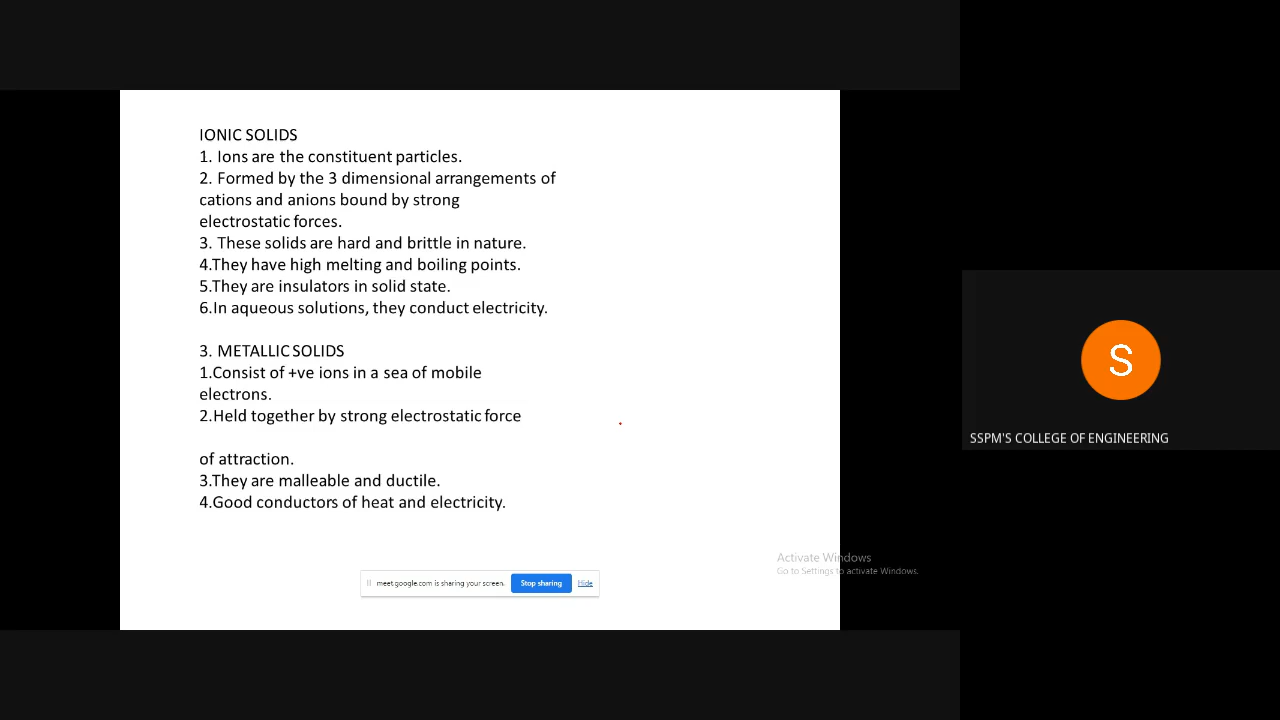 IONIC SOLIDS
1. Ions are the constituent particles.
2. Formed by the 3 dimensional arrangements of
cations and anions bound by strong
electrostatic forces.
3. These solids are hard and brittle in nature.
4.They have high melting and boiling points.
5.They are insulators in solid state.
6.In aqueous solutions, they conduct electricity.
3. METALLIC SOLIDS
1.Consist of +ve ions in a sea of mobile
electrons.
2.Held together by strong electrostatic force
of attraction.
3.They are malleable and ductile.
4.Good conductors of heat and electricity.
Activate Windows
Go to Settings to activate Windows.
meet.google.com is sharing your screen. Stop sharing Hide
S
SSPM'S COLLEGE OF ENGINEERING